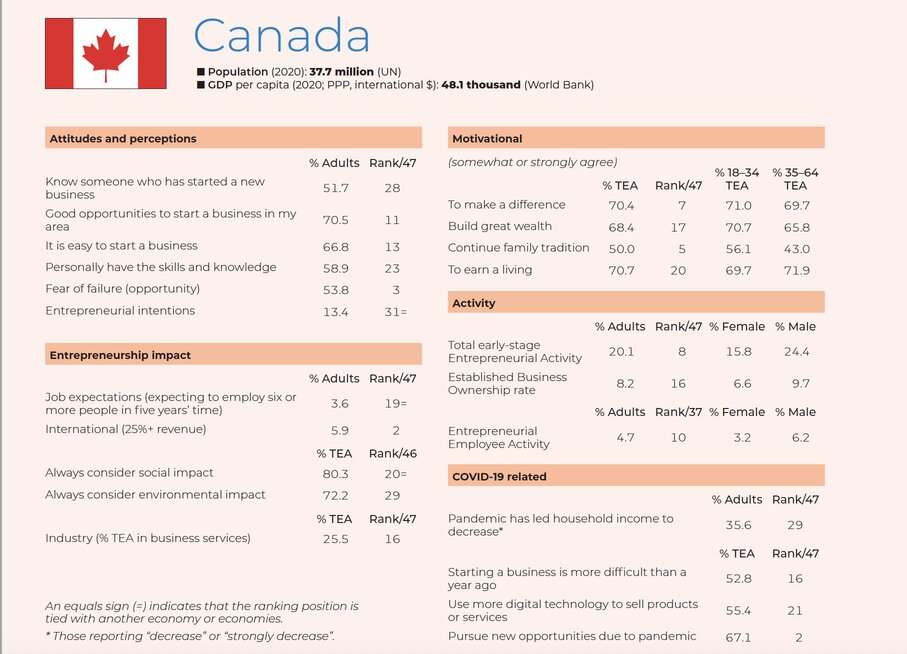 Canada
■ Population (2020): 37.7 million (UN)
■ GDP per capita (2020; PPP, international $): 48.1 thousand (World Bank)
Attitudes and perceptions
% Adults Rank/47
Know someone who has started a new
business 51.7 28
Good opportunities to start a business in my
area 70.5 11
It is easy to start a business 66.8 13
Personally have the skills and knowledge 58.9 23
Fear of failure (opportunity) 53.8 3
Entrepreneurial intentions 13.4 31=
Entrepreneurship impact
% Adults Rank/47
Job expectations (expecting to employ six or
more people in five years’ time) 3.6 19=
International (25%+ revenue) 5.9 2
% TEA Rank/46
Always consider social impact 80.3 20=
Always consider environmental impact 72.2 29
% TEA Rank/47
Industry (% TEA in business services) 25.5 16
An equals sign (=) indicates that the ranking position is
tied with another economy or economies.
* Those reporting “decrease” or “strongly decrease”.
Motivational
(somewhat or strongly agree)
% TEA Rank/47 % 18–34 TEA % 35–64 TEA
To make a difference 70.4 7 71.0 69.7
Build great wealth 68.4 17 70.7 65.8
Continue family tradition 50.0 5 56.1 43.0
To earn a living 70.7 20 69.7 71.9
Activity
% Adults Rank/47 % Female % Male
Total early-stage
Entrepreneurial Activity 20.1 8 15.8 24.4
Established Business
Ownership rate 8.2 16 6.6 9.7
% Adults Rank/37 % Female % Male
Entrepreneurial
Employee Activity 4.7 10 3.2 6.2
COVID-19 related
% Adults Rank/47
Pandemic has led household income to
decrease* 35.6 29
% TEA Rank/47
Starting a business is more difficult than a
year ago 52.8 16
Use more digital technology to sell products
or services 55.4 21
Pursue new opportunities due to pandemic 67.1 2